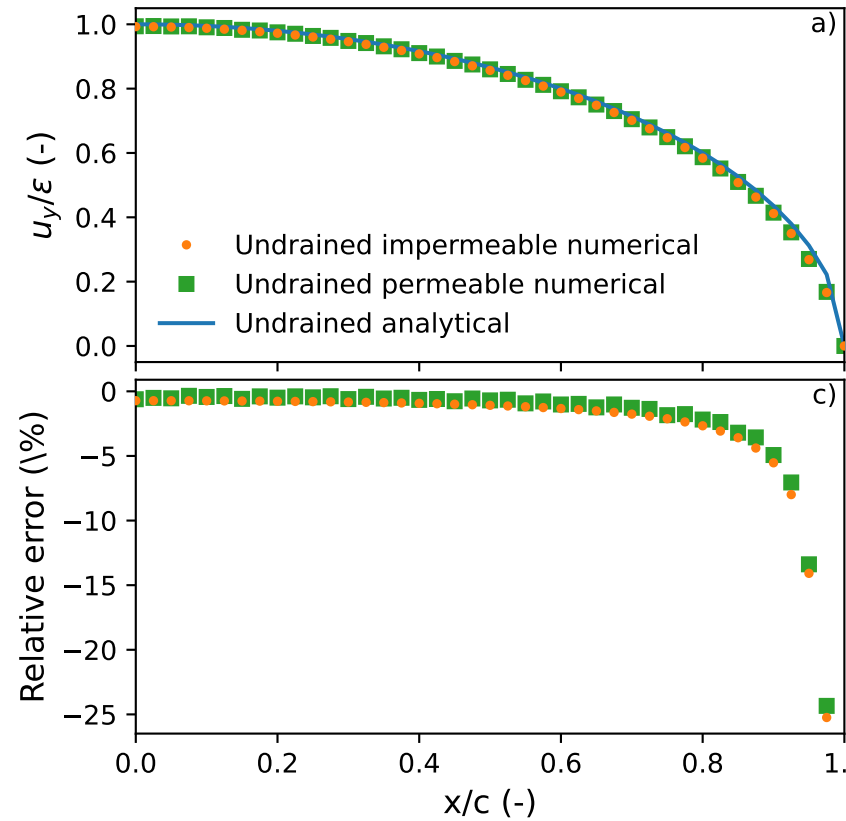 a)
1.0
0.8
0.6
0.4
0.2
0.0
u_y/ε (-)
Undrained impermeable numerical
Undrained permeable numerical
Undrained analytical
c)
0
−5
−10
−15
−20
−25
Relative error (\%)
0.0 0.2 0.4 0.6 0.8 1.
x/c (-)